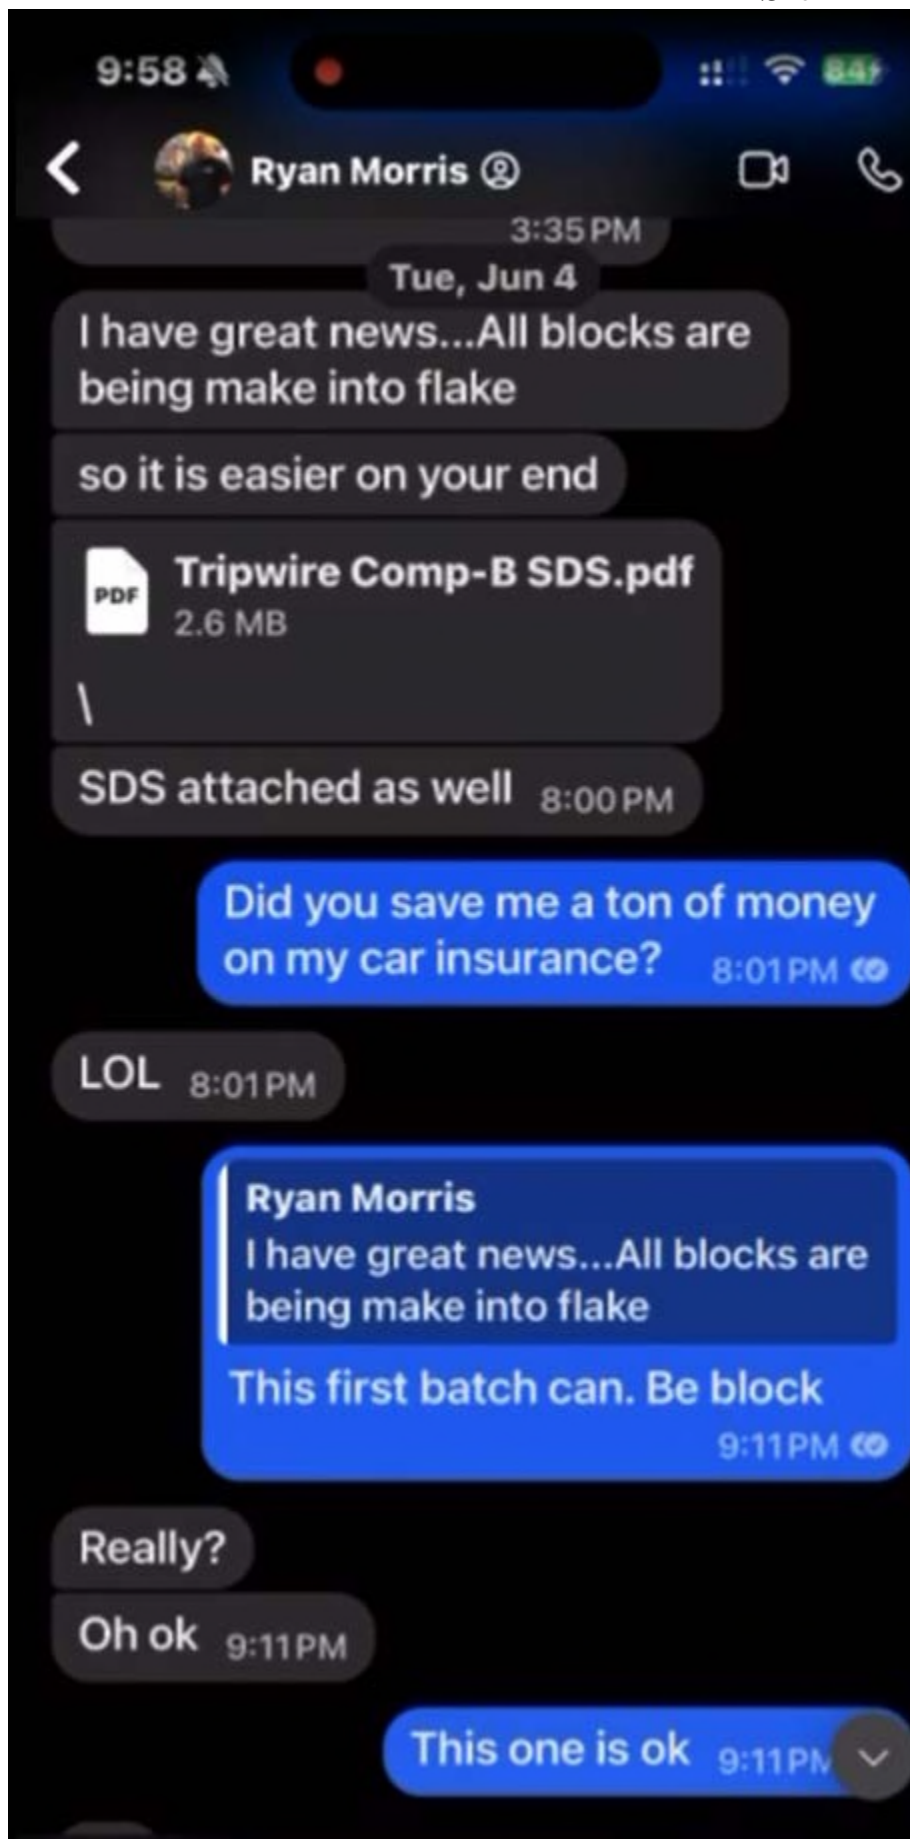 9:58
84
Ryan Morris
3:35 PM
Tue, Jun 4
I have great news...All blocks are
being make into flake
so it is easier on your end
PDF
Tripwire Comp-B SDS.pdf
2.6 MB
\
SDS attached as well 8:00 PM
Did you save me a ton of money
on my car insurance? 8:01 PM
LOL 8:01 PM
Ryan Morris
I have great news...All blocks are
being make into flake
This first batch can. Be block
9:11 PM
Really?
Oh ok 9:11 PM
This one is ok 9:11 PM